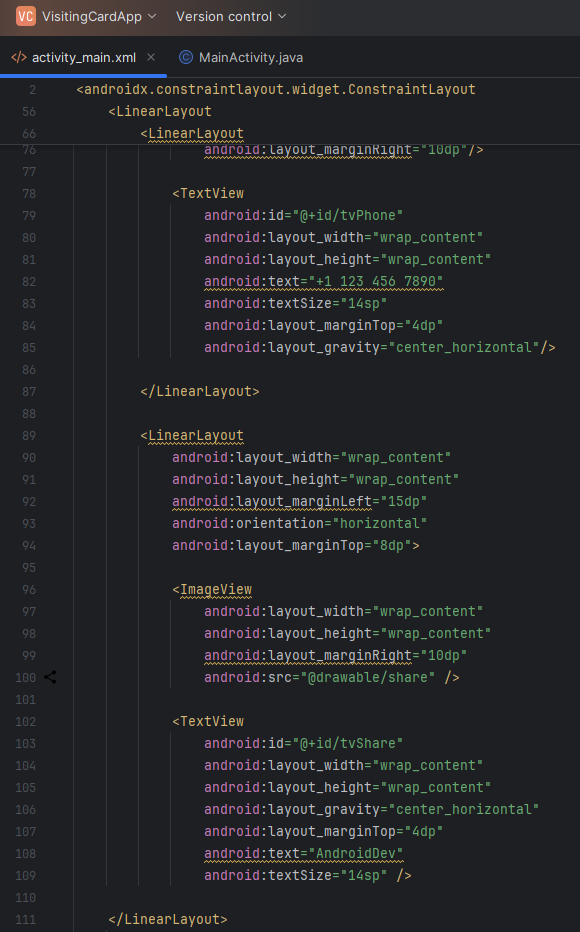 VC VisitingCardApp Version control
</> activity_main.xml × C MainActivity.java
2 <androidx.constraintlayout.widget.ConstraintLayout
56 <LinearLayout
66 <LinearLayout
76 android:layout_marginRight="10dp"/>
77
78 <TextView
79 android:id="@+id/tvPhone"
80 android:layout_width="wrap_content"
81 android:layout_height="wrap_content"
82 android:text="+1 123 456 7890"
83 android:textSize="14sp"
84 android:layout_marginTop="4dp"
85 android:layout_gravity="center_horizontal"/>
86
87 </LinearLayout>
88
89 <LinearLayout
90 android:layout_width="wrap_content"
91 android:layout_height="wrap_content"
92 android:layout_marginLeft="15dp"
93 android:orientation="horizontal"
94 android:layout_marginTop="8dp">
95
96 <ImageView
97 android:layout_width="wrap_content"
98 android:layout_height="wrap_content"
99 android:layout_marginRight="10dp"
100 android:src="@drawable/share" />
101
102 <TextView
103 android:id="@+id/tvShare"
104 android:layout_width="wrap_content"
105 android:layout_height="wrap_content"
106 android:layout_gravity="center_horizontal"
107 android:layout_marginTop="4dp"
108 android:text="AndroidDev"
109 android:textSize="14sp" />
110
111 </LinearLayout>